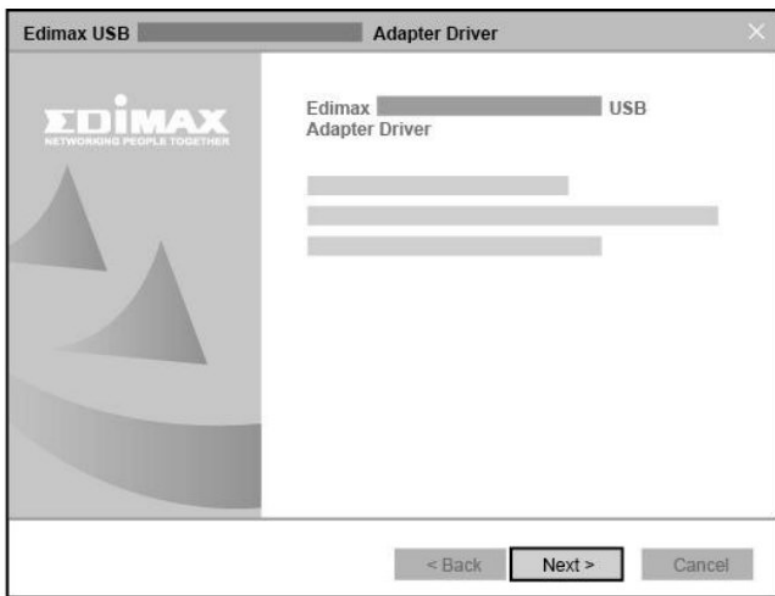 Edimax USB Adapter Driver
EDIMAX
NETWORKING PEOPLE TOGETHER
Edimax USB
Adapter Driver
< Back Next > Cancel